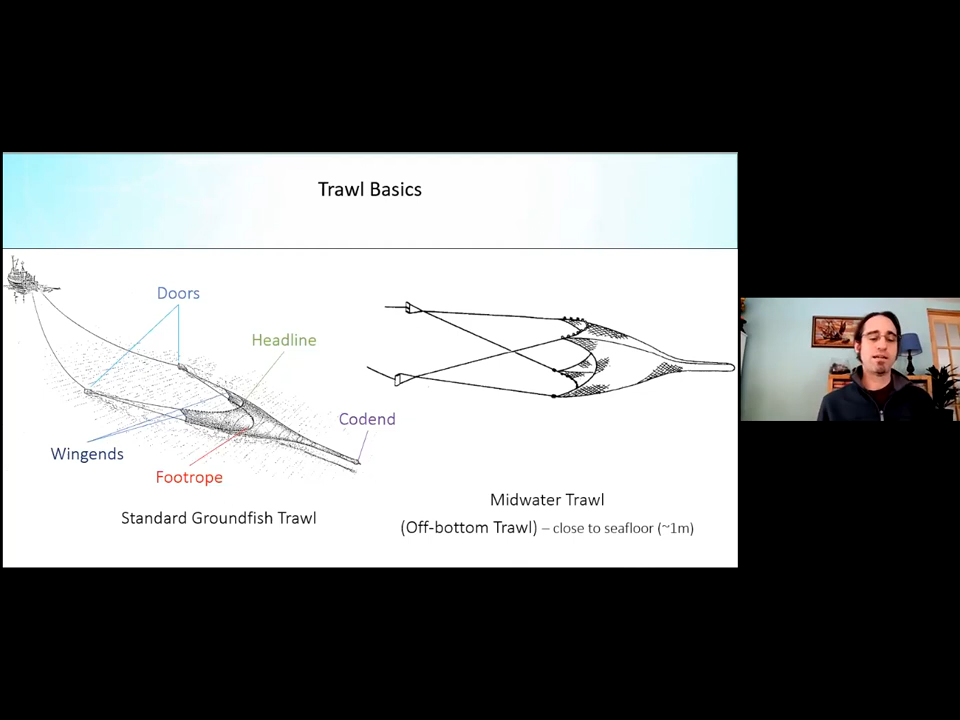 Trawl Basics
Doors
Headline
Codend
Wingends
Footrope
Standard Groundfish Trawl
Midwater Trawl
(Off-bottom Trawl) – close to seafloor (~1m)